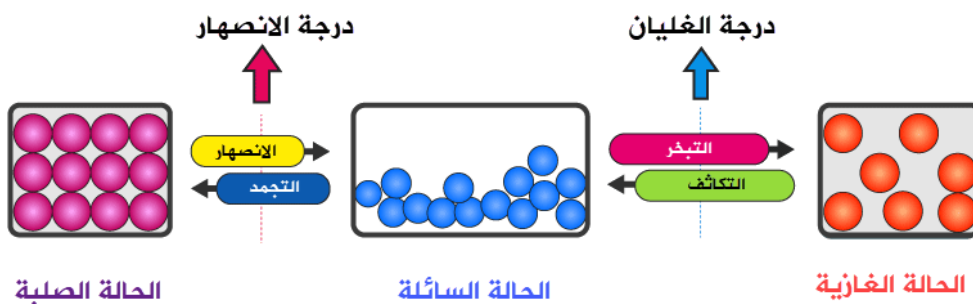 درجة الغليان
درجة الانصهار
التبخر
الانصهار
التكاثف
التجمد
الحالة الغازية
الحالة السائلة
الحالة الصلبة